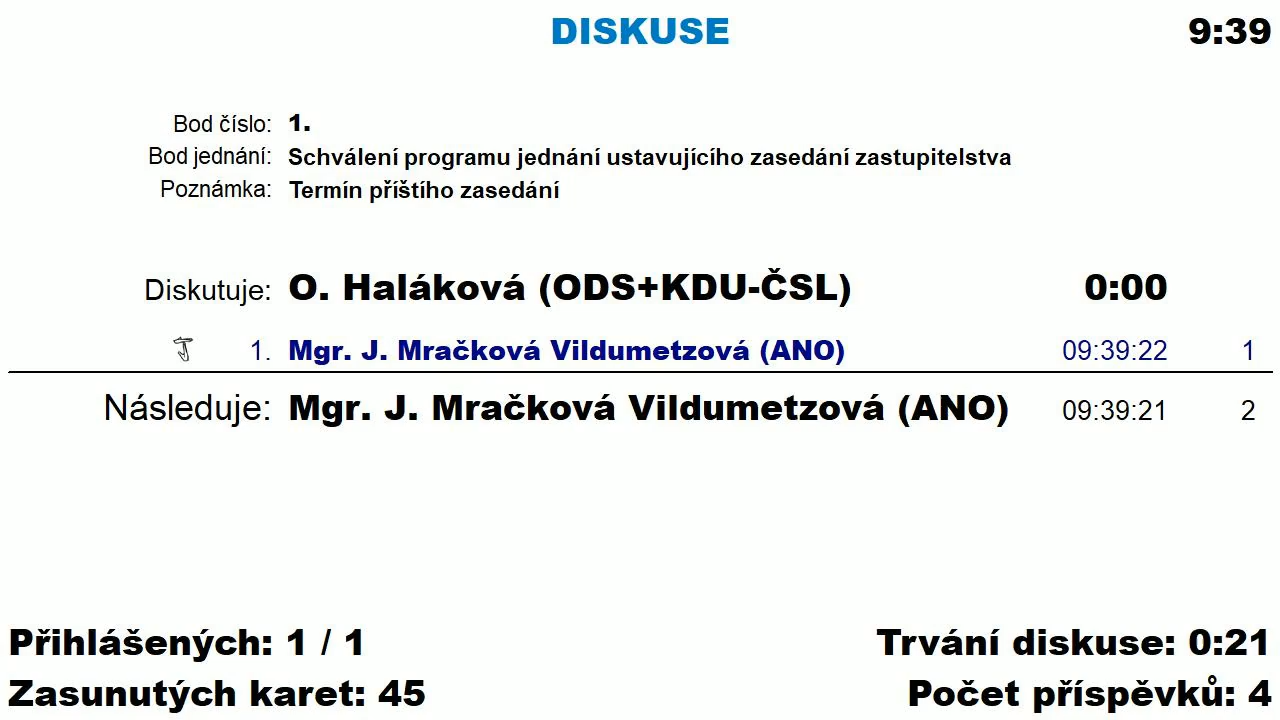 DISKUSE 9:39
Bod číslo: 1.
Bod jednání: Schválení programu jednání ustavujícího zasedání zastupitelstva
Poznámka: Termín příštího zasedání
Diskutuje: O. Haláková (ODS+KDU-ČSL) 0:00
1. Mgr. J. Mračková Vildumetzová (ANO) 09:39:22 1
Následuje: Mgr. J. Mračková Vildumetzová (ANO) 09:39:21 2
Přihlášených: 1 / 1 Trvání diskuse: 0:21
Zasunutých karet: 45 Počet příspěvků: 4